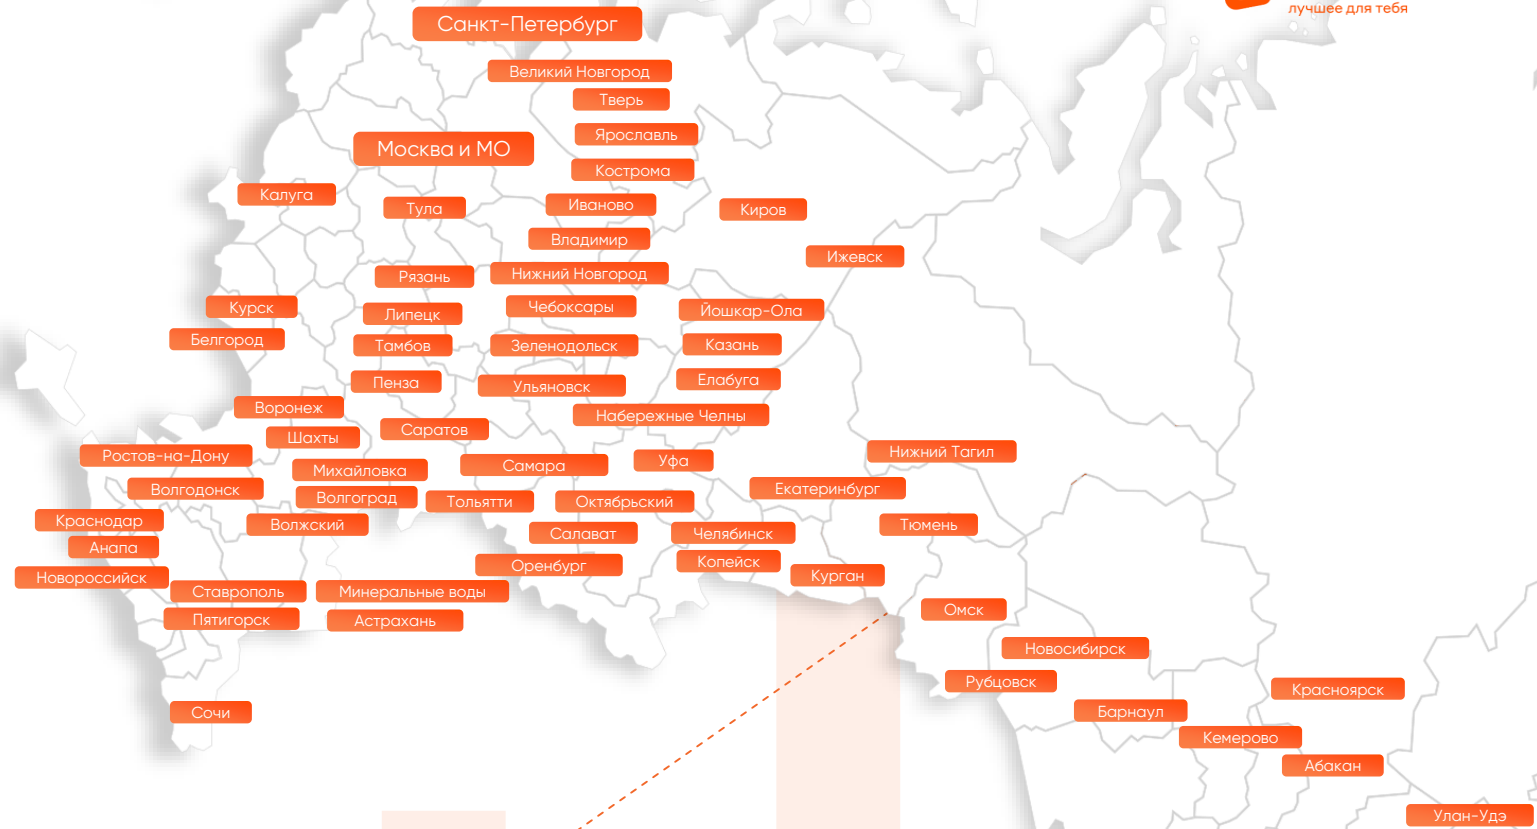 лучшее для тебя
Санкт-Петербург
Великий Новгород
Тверь
Ярославль
Москва и МО
Кострома
Калуга
Тула
Иваново
Киров
Владимир
Ижевск
Рязань
Нижний Новгород
Курск
Липецк
Чебоксары
Йошкар-Ола
Белгород
Тамбов
Зеленодольск
Казань
Пенза
Ульяновск
Елабуга
Воронеж
Набережные Челны
Шахты
Саратов
Ростов-на-Дону
Михайловка
Самара
Уфа
Нижний Тагил
Волгодонск
Волгоград
Тольятти
Октябрьский
Екатеринбург
Краснодар
Волжский
Салават
Челябинск
Тюмень
Анапа
Оренбург
Копейск
Новороссийск
Курган
Ставрополь
Минеральные воды
Омск
Пятигорск
Астрахань
Новосибирск
Рубцовск
Красноярск
Сочи
Барнаул
Кемерово
Абакан
Улан-Удэ